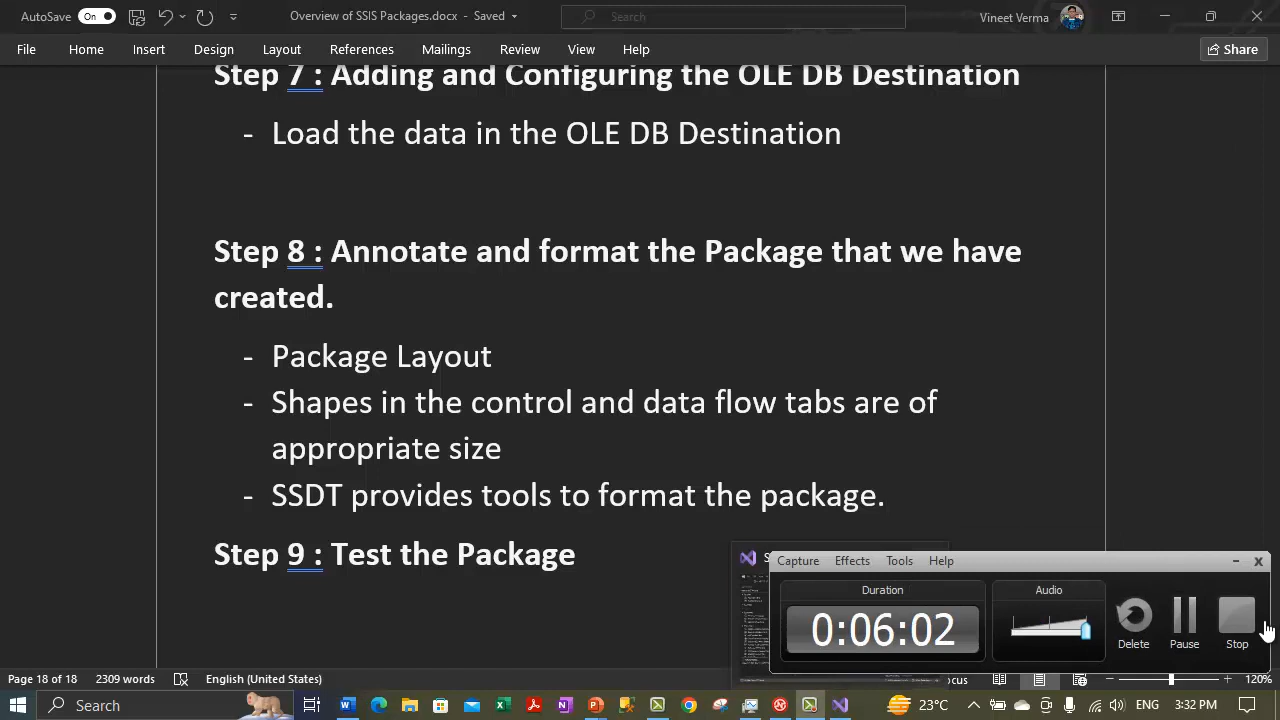 AutoSave On Overview of SSIS Packages.docx - Saved Search Vineet Verma
File Home Insert Design Layout References Mailings Review View Help Share
Step 7 : Adding and Configuring the OLE DB Destination
- Load the data in the OLE DB Destination
Step 8 : Annotate and format the Package that we have
created.
- Package Layout
- Shapes in the control and data flow tabs are of
appropriate size
- SSDT provides tools to format the package.
Step 9 : Test the Package
Capture Effects Tools Help
Duration Audio
0:06:02
Delete Stop
Page 8 2309 words English (United States) 120%
Search 23°C ENG 3:32 PM